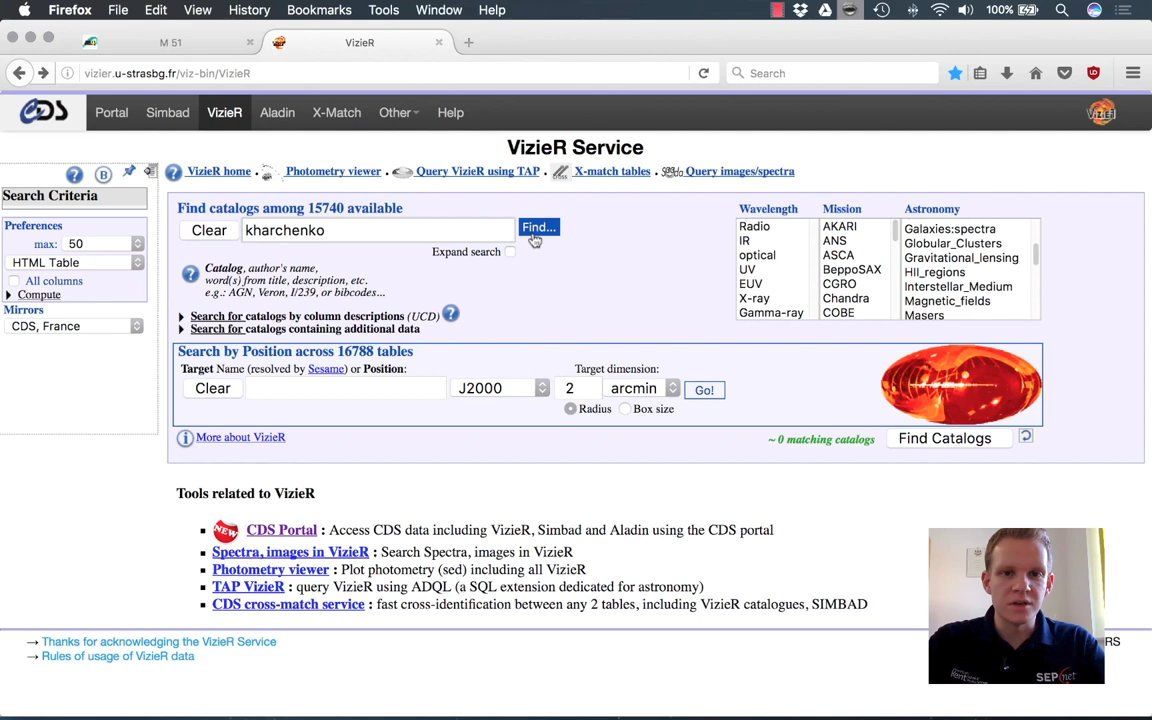 Firefox File Edit View History Bookmarks Tools Window Help 100%
M 51 × VizieR × +
vizier.u-strasbg.fr/viz-bin/VizieR Search
CDS Portal Simbad VizieR Aladin X-Match Other Help VizieR
VizieR Service
? B ? VizieR home . Photometry viewer . Query VizieR using TAP . X-match tables . Query images/spectra
Search Criteria
Preferences
max: 50
HTML Table
All columns
Compute
Mirrors
CDS, France
Find catalogs among 15740 available
Clear kharchenko Find...
Expand search
? Catalog, author's name,
word(s) from title, description, etc.
e.g.: AGN, Veron, I/239, or bibcodes...
Search for catalogs by column descriptions (UCD) ?
Search for catalogs containing additional data
Wavelength Mission Astronomy
Radio AKARI Galaxies:spectra
IR ANS Globular_Clusters
optical ASCA Gravitational_lensing
UV BeppoSAX HII_regions
EUV CGRO Interstellar_Medium
X-ray Chandra Magnetic_fields
Gamma-ray COBE Masers
Search by Position across 16788 tables
Target Name (resolved by Sesame) or Position: Target dimension:
Clear J2000 2 arcmin Go!
Radius Box size
i More about VizieR ~ 0 matching catalogs Find Catalogs
Tools related to VizieR
NEW CDS Portal : Access CDS data including VizieR, Simbad and Aladin using the CDS portal
Spectra, images in VizieR : Search Spectra, images in VizieR
Photometry viewer : Plot photometry (sed) including all VizieR
TAP VizieR : query VizieR using ADQL (a SQL extension dedicated for astronomy)
CDS cross-match service : fast cross-identification between any 2 tables, including VizieR catalogues, SIMBAD
→ Thanks for acknowledging the VizieR Service
→ Rules of usage of VizieR data
RS
SEPnet